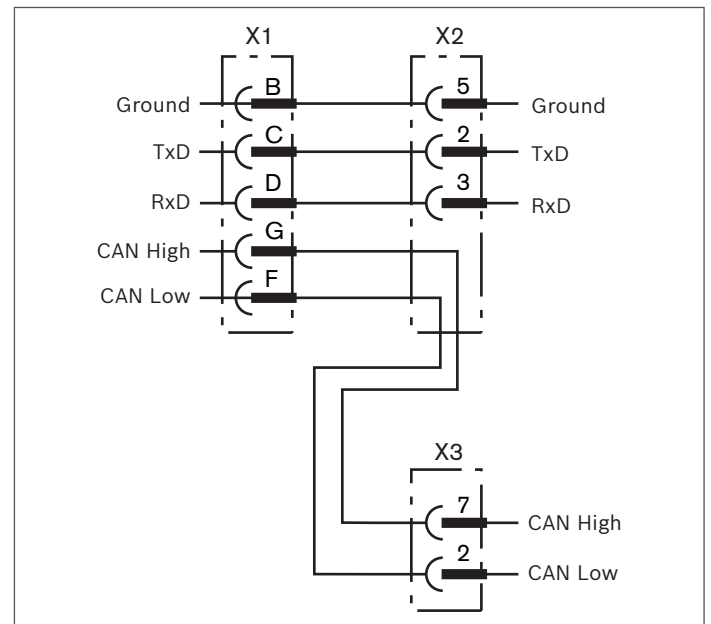 X1 X2
B 5
Ground Ground
C 2
TxD TxD
D 3
RxD RxD
G
CAN High
F
CAN Low
X3
7
CAN High
2
CAN Low